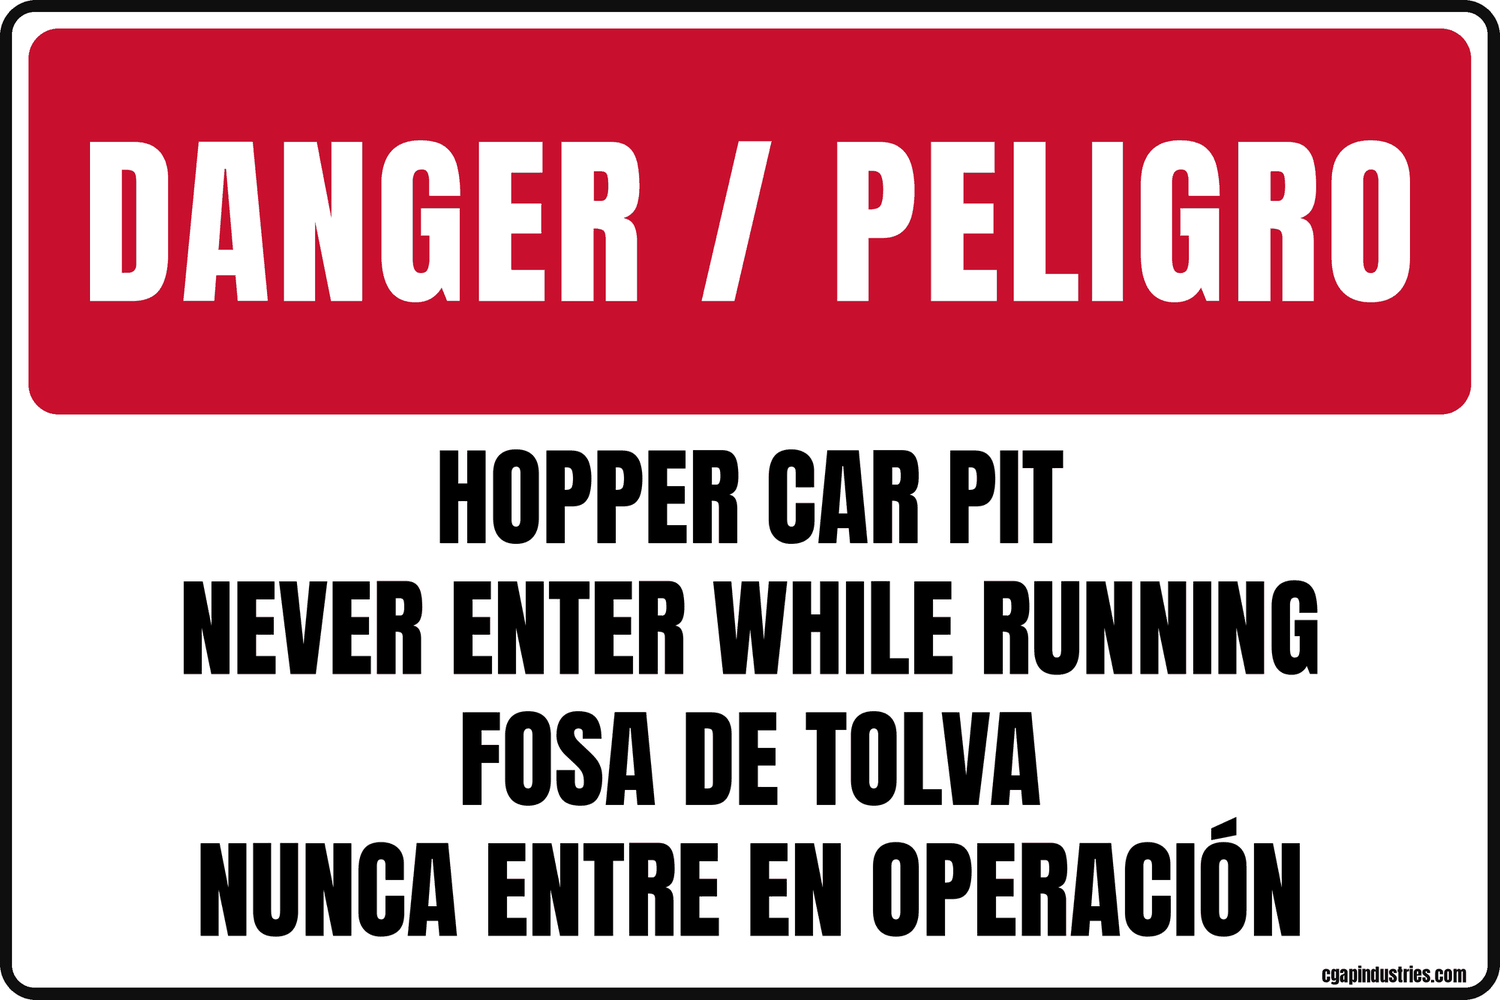 DANGER / PELIGRO
HOPPER CAR PIT
NEVER ENTER WHILE RUNNING
FOSA DE TOLVA
NUNCA ENTRE EN OPERACIÓN
cgapindustries.com